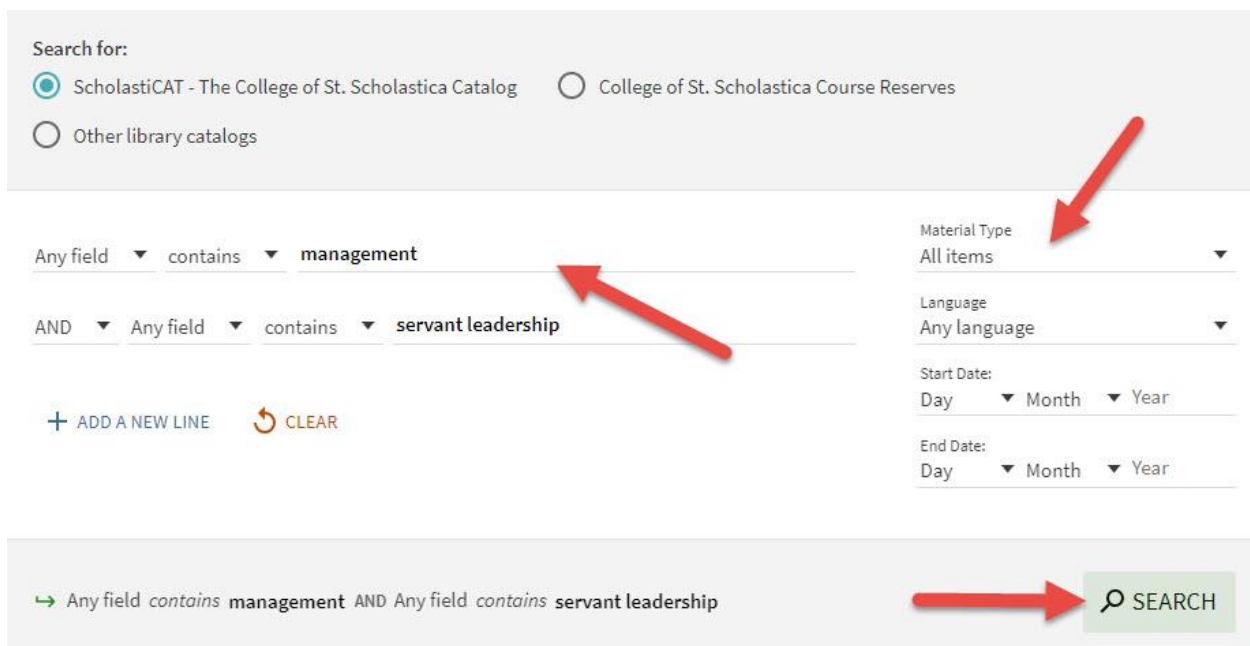 Search for:
ScholastiCAT - The College of St. Scholastica Catalog
College of St. Scholastica Course Reserves
Other library catalogs
Any field contains management
AND Any field contains servant leadership
ADD A NEW LINE
CLEAR
Material Type
All items
Language
Any language
Start Date:
Day Month Year
End Date:
Day Month Year
Any field contains management AND Any field contains servant leadership
SEARCH